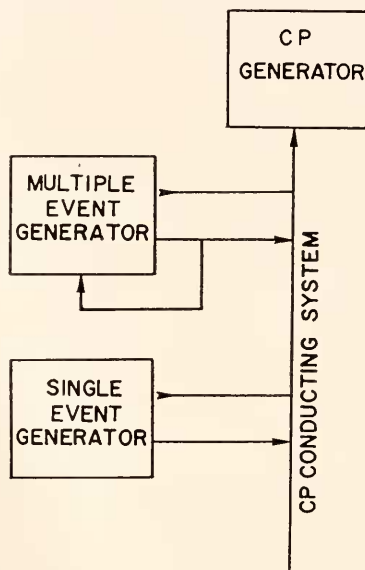 CP
GENERATOR
MULTIPLE
EVENT
GENERATOR
CP CONDUCTING SYSTEM
SINGLE
EVENT
GENERATOR